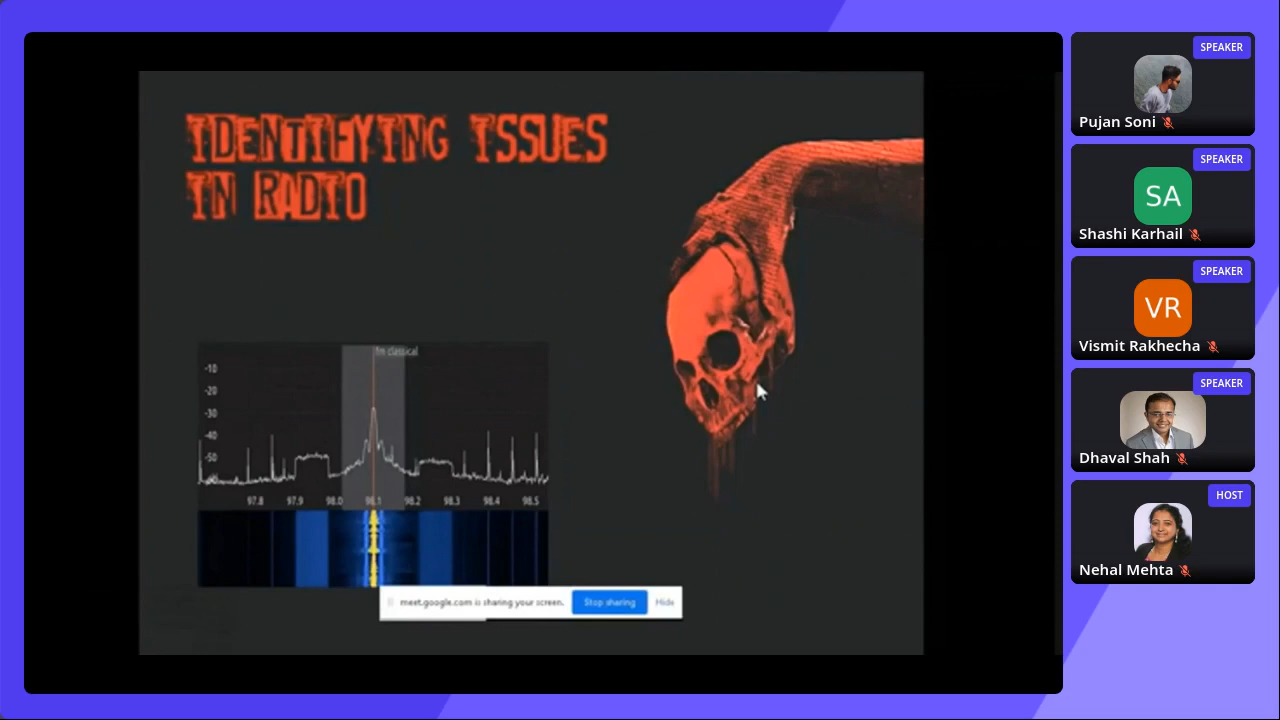 IDENTIFYING ISSUES
IN RADIO
fm classical
-10
-20
-30
-40
-50
97.8 97.9 98.0 98.1 98.2 98.3 98.4 98.5
meet.google.com is sharing your screen. Stop sharing Hide
SPEAKER
Pujan Soni
SPEAKER
SA
Shashi Karhail
SPEAKER
VR
Vismit Rakhecha
SPEAKER
Dhaval Shah
HOST
Nehal Mehta